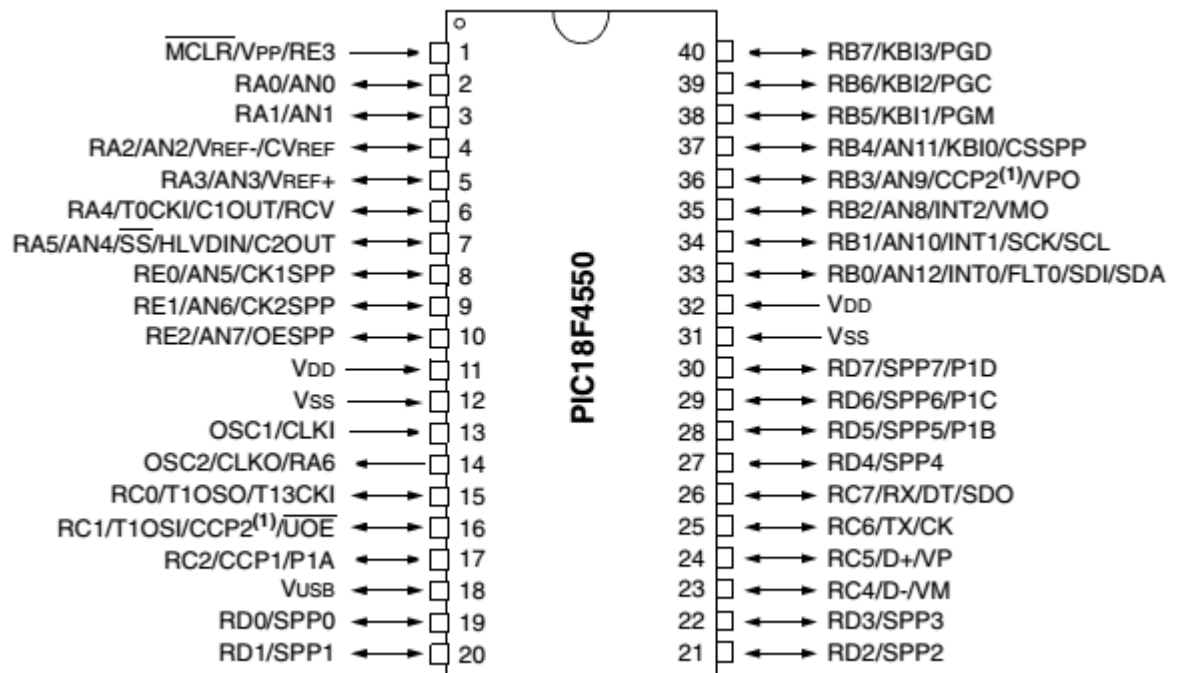 MCLR/VPP/RE3 1 40 RB7/KBI3/PGD
RA0/AN0 2 39 RB6/KBI2/PGC
RA1/AN1 3 38 RB5/KBI1/PGM
RA2/AN2/VREF-/CVREF 4 37 RB4/AN11/KBI0/CSSPP
RA3/AN3/VREF+ 5 36 RB3/AN9/CCP2(1)/VPO
RA4/T0CKI/C1OUT/RCV 6 35 RB2/AN8/INT2/VMO
RA5/AN4/SS/HLVDIN/C2OUT 7 34 RB1/AN10/INT1/SCK/SCL
RE0/AN5/CK1SPP 8 33 RB0/AN12/INT0/FLT0/SDI/SDA
RE1/AN6/CK2SPP 9 32 VDD
RE2/AN7/OESPP 10 31 VSS
VDD 11 30 RD7/SPP7/P1D
VSS 12 29 RD6/SPP6/P1C
OSC1/CLKI 13 28 RD5/SPP5/P1B
OSC2/CLKO/RA6 14 27 RD4/SPP4
RC0/T1OSO/T13CKI 15 26 RC7/RX/DT/SDO
RC1/T1OSI/CCP2(1)/UOE 16 25 RC6/TX/CK
RC2/CCP1/P1A 17 24 RC5/D+/VP
VUSB 18 23 RC4/D-/VM
RD0/SPP0 19 22 RD3/SPP3
RD1/SPP1 20 21 RD2/SPP2
PIC18F4550